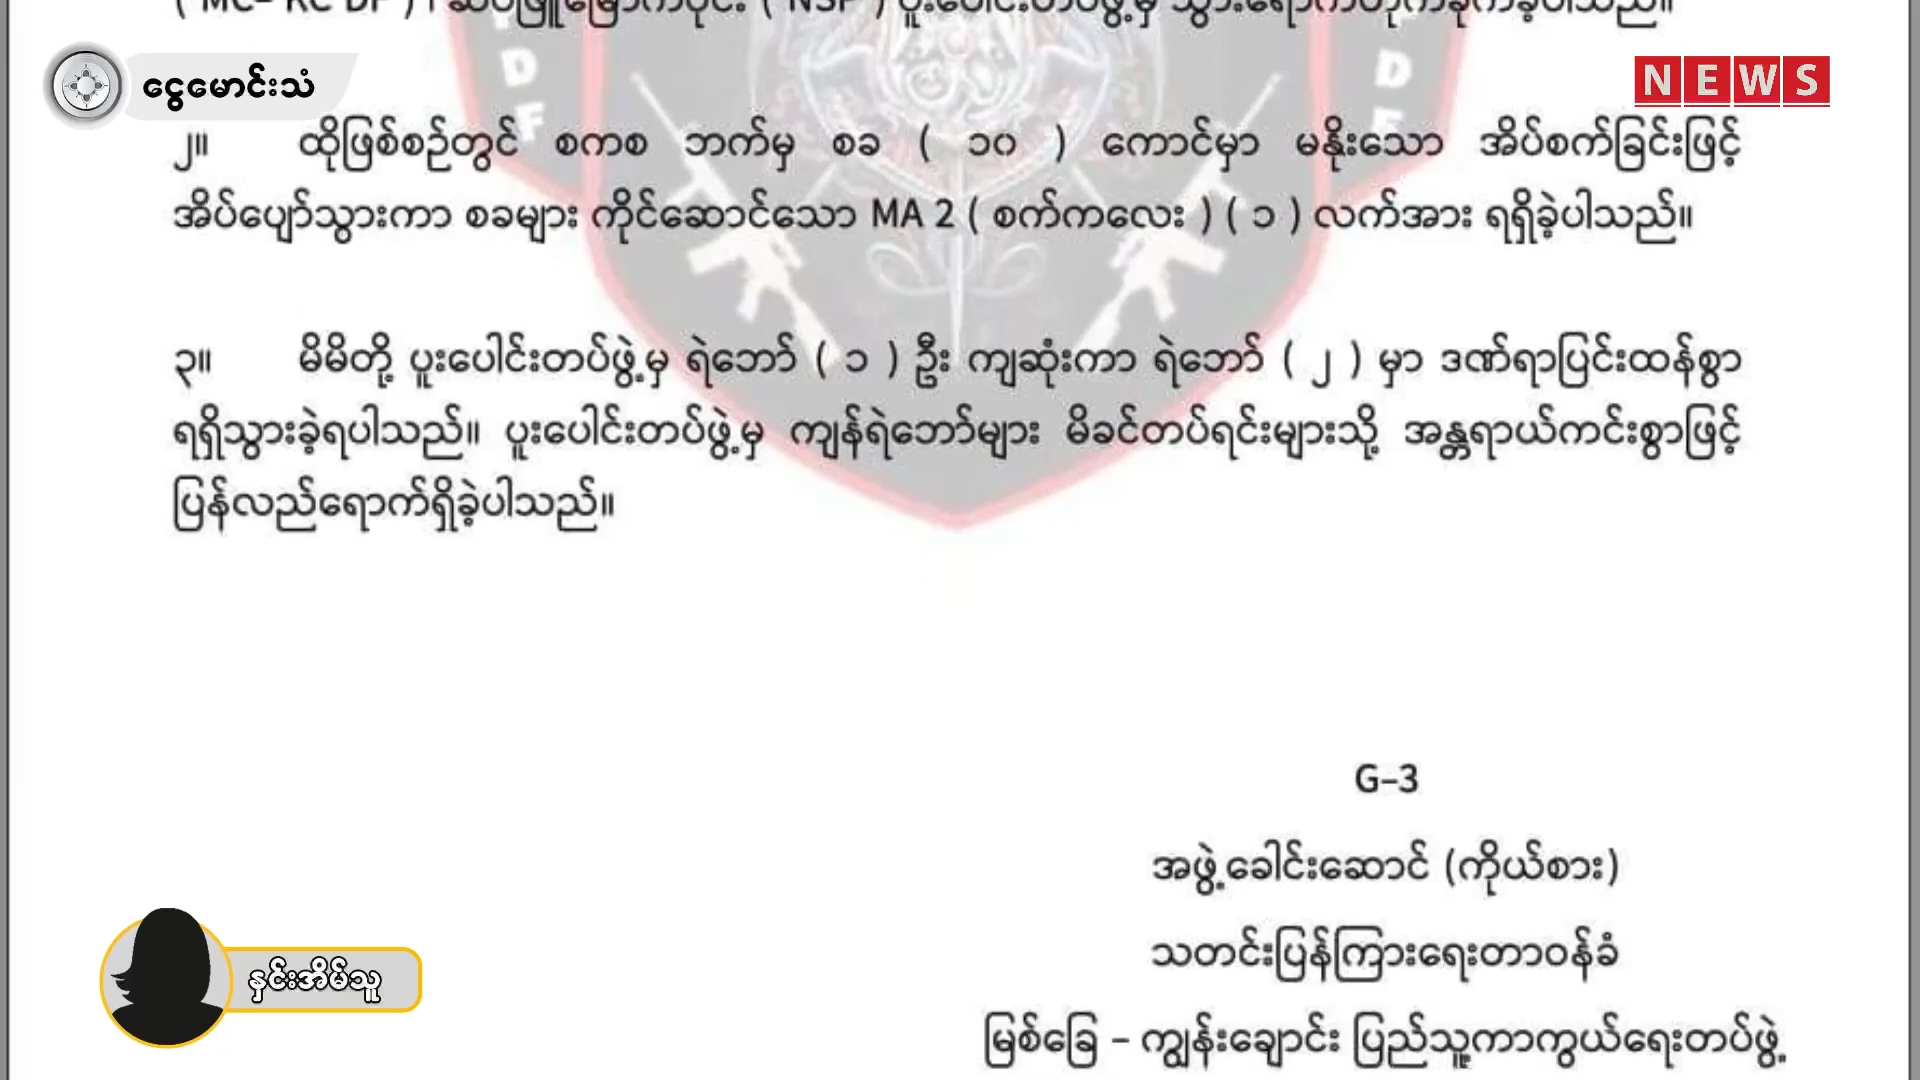 ငွေမောင်းသံ
NEWS
၂။ ထိုဖြစ်စဉ်တွင် စကစ ဘက်မှ စခ ( ၁၀ ) ကောင်မှာ မနိုးသော အိပ်စက်ခြင်းဖြင့်
အိပ်ပျော်သွားကာ စခများ ကိုင်ဆောင်သော MA 2 ( စက်ကလေး ) ( ၁ ) လက်အား ရရှိခဲ့ပါသည်။
၃။ မိမိတို့ ပူးပေါင်းတပ်ဖွဲ့မှ ရဲဘော် ( ၁ ) ဦး ကျဆုံးကာ ရဲဘော် ( ၂ ) မှာ ဒဏ်ရာပြင်းထန်စွာ
ရရှိသွားခဲ့ရပါသည်။ ပူးပေါင်းတပ်ဖွဲ့မှ ကျန်ရဲဘော်များ မိခင်တပ်ရင်းများသို့ အန္တရာယ်ကင်းစွာဖြင့်
ပြန်လည်ရောက်ရှိခဲ့ပါသည်။
G-3
အဖွဲ့ခေါင်းဆောင် (ကိုယ်စား)
သတင်းပြန်ကြားရေးတာဝန်ခံ
နှင်းအိမ်သူ
မြစ်ခြေ – ကျွန်းချောင်း ပြည်သူ့ကာကွယ်ရေးတပ်ဖွဲ့